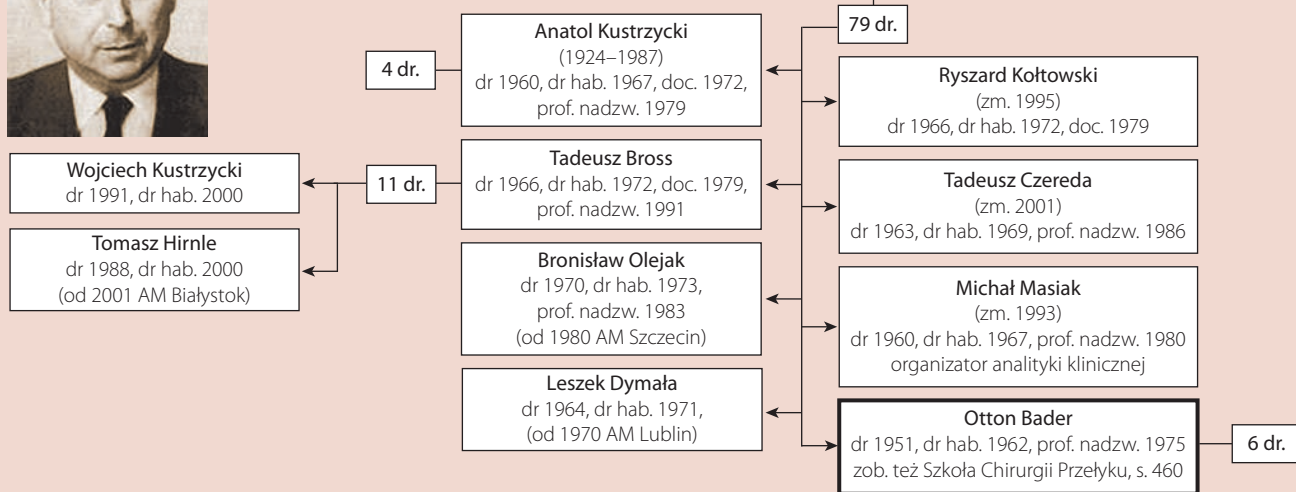 79 dr.
Anatol Kustrzycki
(1924–1987)
dr 1960, dr hab. 1967, doc. 1972,
prof. nadzw. 1979
4 dr.
Ryszard Kołtowski
(zm. 1995)
dr 1966, dr hab. 1972, doc. 1979
Wojciech Kustrzycki
dr 1991, dr hab. 2000
11 dr.
Tadeusz Bross
dr 1966, dr hab. 1972, doc. 1979,
prof. nadzw. 1991
Tadeusz Czereda
(zm. 2001)
dr 1963, dr hab. 1969, prof. nadzw. 1986
Tomasz Hirnle
dr 1988, dr hab. 2000
(od 2001 AM Białystok)
Bronisław Olejak
dr 1970, dr hab. 1973,
prof. nadzw. 1983
(od 1980 AM Szczecin)
Michał Masiak
(zm. 1993)
dr 1960, dr hab. 1967, prof. nadzw. 1980
organizator analityki klinicznej
Leszek Dymała
dr 1964, dr hab. 1971,
(od 1970 AM Lublin)
Otton Bader
dr 1951, dr hab. 1962, prof. nadzw. 1975
zob. też Szkoła Chirurgii Przełyku, s. 460
6 dr.